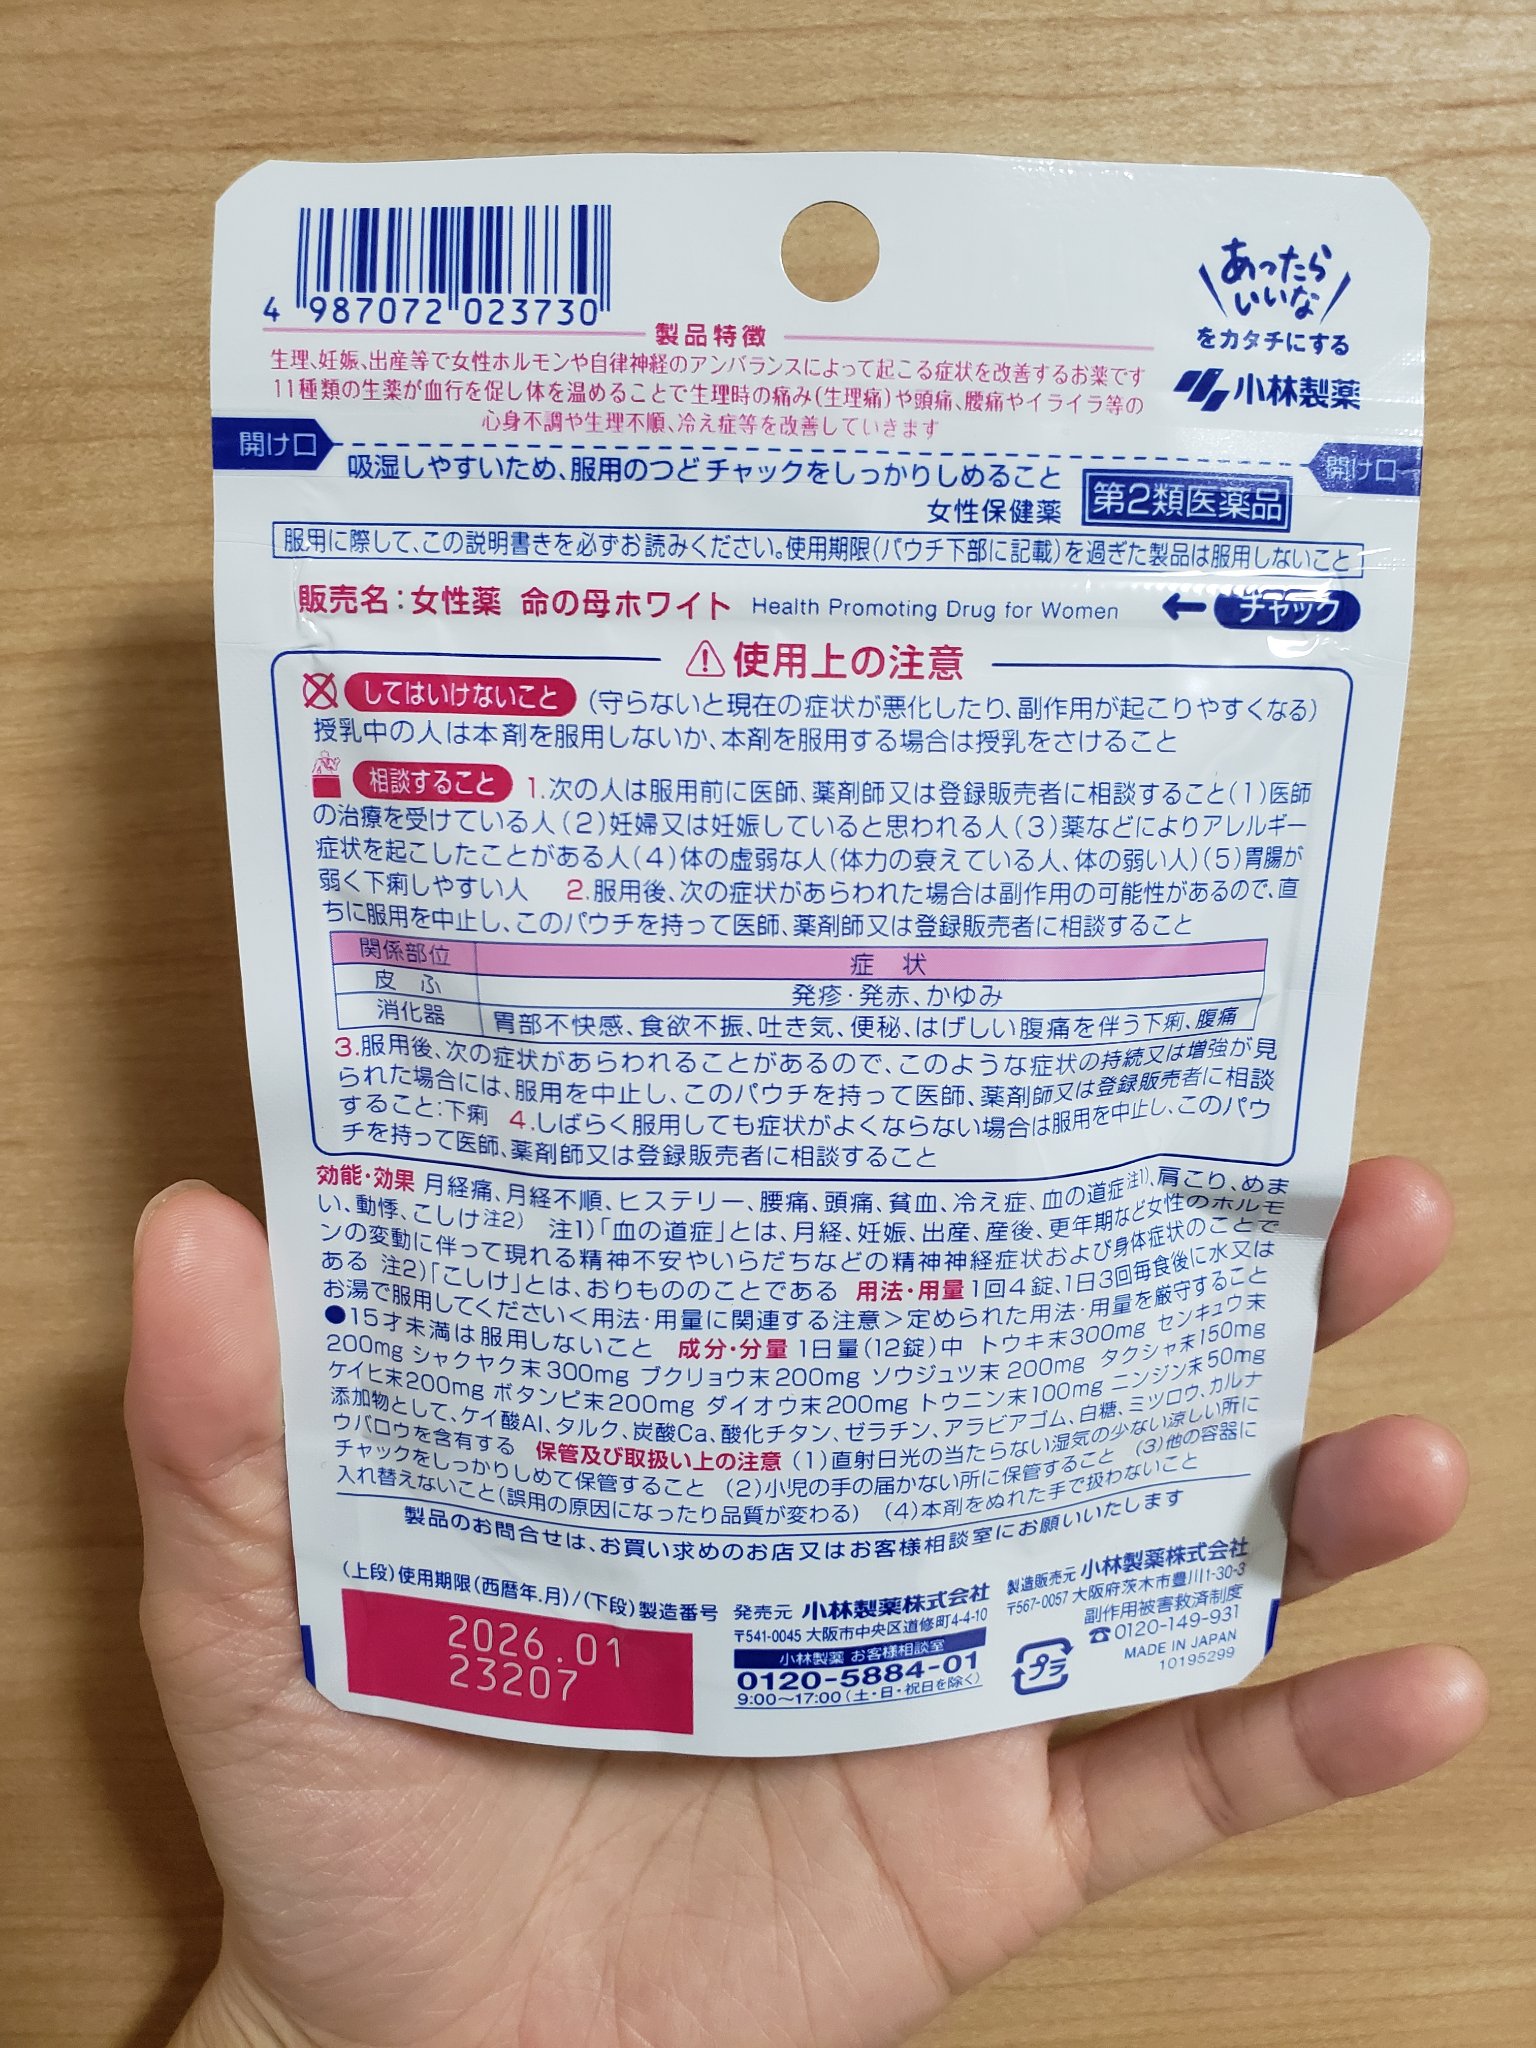 4 987072 023730
あったら
いいな
をカタチにする
小林製薬
製品特徴
生理、妊娠、出産等で女性ホルモンや自律神経のアンバランスによって起こる症状を改善するお薬です
11種類の生薬が血行を促し体を温めることで生理時の痛み(生理痛)や頭痛、腰痛やイライラ等の
心身不調や生理不順、冷え症等を改善していきます
開け口
開け口
吸湿しやすいため、服用のつどチャックをしっかりしめること
女性保健薬 第2類医薬品
服用に際して、この説明書きを必ずお読みください。使用期限(パウチ下部に記載)を過ぎた製品は服用しないこと
販売名:女性薬 命の母ホワイト Health Promoting Drug for Women ←チャック
使用上の注意
してはいけないこと (守らないと現在の症状が悪化したり、副作用が起こりやすくなる)
授乳中の人は本剤を服用しないか、本剤を服用する場合は授乳をさけること
相談すること 1.次の人は服用前に医師、薬剤師又は登録販売者に相談すること(1)医師
の治療を受けている人(2)妊婦又は妊娠していると思われる人(3)薬などによりアレルギー
症状を起こしたことがある人(4)体の虚弱な人(体力の衰えている人、体の弱い人)(5)胃腸が
弱く下痢しやすい人 2.服用後、次の症状があらわれた場合は副作用の可能性があるので、直
ちに服用を中止し、このパウチを持って医師、薬剤師又は登録販売者に相談すること
関係部位 症状
皮ふ 発疹・発赤、かゆみ
消化器 胃部不快感、食欲不振、吐き気、便秘、はげしい腹痛を伴う下痢、腹痛
3.服用後、次の症状があらわれることがあるので、このような症状の持続又は増強が見
られた場合には、服用を中止し、このパウチを持って医師、薬剤師又は登録販売者に相談
すること:下痢 4.しばらく服用しても症状がよくならない場合は服用を中止し、このパウ
チを持って医師、薬剤師又は登録販売者に相談すること
効能・効果 月経痛、月経不順、ヒステリー、腰痛、頭痛、貧血、冷え症、血の道症注1)、肩こり、めま
い、動悸、こしけ注2) 注1)「血の道症」とは、月経、妊娠、出産、産後、更年期など女性のホルモ
ンの変動に伴って現れる精神不安やいらだちなどの精神神経症状および身体症状のことで
ある 注2)「こしけ」とは、おりもののことである 用法・用量 1回4錠、1日3回毎食後に水又は
お湯で服用してください<用法・用量に関連する注意>定められた用法・用量を厳守すること
●15才未満は服用しないこと 成分・分量 1日量(12錠)中 トウキ末300mg センキュウ末
200mg シャクヤク末300mg ブクリョウ末200mg ソウジュツ末200mg タクシャ末150mg
ケイヒ末200mg ボタンピ末200mg ダイオウ末200mg トウニン末100mg ニンジン末50mg
添加物として、ケイ酸Al、タルク、炭酸Ca、酸化チタン、ゼラチン、アラビアゴム、白糖、ミツロウ、カルナ
ウバロウを含有する 保管及び取扱い上の注意 (1)直射日光の当たらない湿気の少ない涼しい所に
チャックをしっかりしめて保管すること (2)小児の手の届かない所に保管すること (3)他の容器に
入れ替えないこと(誤用の原因になったり品質が変わる) (4)本剤をぬれた手で扱わないこと
製品のお問合せは、お買い求めのお店又はお客様相談室にお願いいたします
(上段)使用期限(西暦年.月)/(下段)製造番号
2026.01
23207
発売元 小林製薬株式会社
〒541-0045 大阪市中央区道修町4-4-10
小林製薬 お客様相談室
0120-5884-01
9:00~17:00(土・日・祝日を除く)
製造販売元 小林製薬株式会社
〒567-0057 大阪府茨木市豊川1-30-3
副作用被害救済制度
☎0120-149-931
プラ
MADE IN JAPAN
10195299